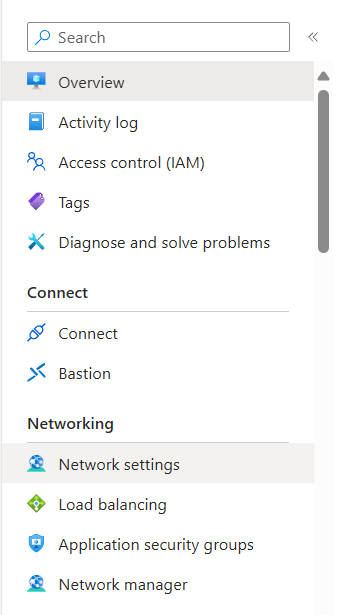 Search
Overview
Activity log
Access control (IAM)
Tags
Diagnose and solve problems
Connect
Connect
Bastion
Networking
Network settings
Load balancing
Application security groups
Network manager